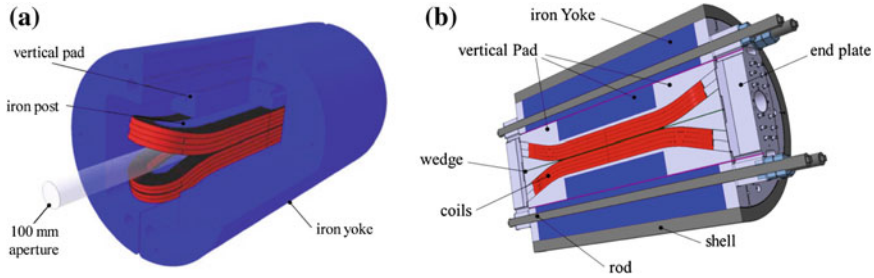 (a)
vertical pad
iron post
100 mm
aperture
iron yoke
(b)
iron Yoke
vertical Pad
end plate
wedge
coils
shell
rod